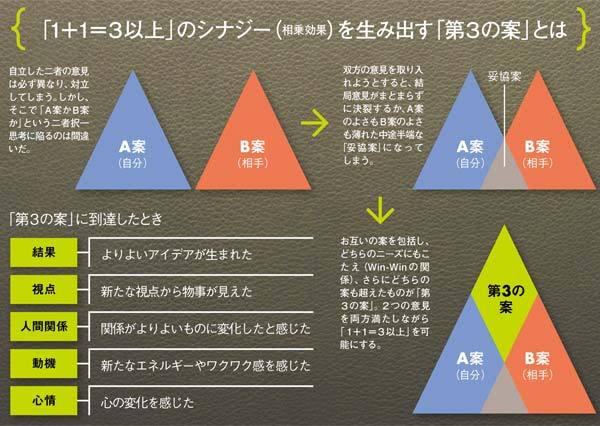 「1+1=3以上」のシナジー(相乗効果)を生み出す「第3の案」とは
自立した二者の意見
は必ず異なり、対立
してしまう。しかし、
そこで「A案かB案
か」という二者択一
思考に陥るのは間違
いだ。
A案
(自分)
B案
(相手)
双方の意見を取り入
れようとすると、結
局意見がまとまらず
に決裂するか、A案
のよさもB案のよさ
も薄れた中途半端な
「妥協案」になって
しまう。
妥協案
A案
(自分)
B案
(相手)
お互いの案を包括し、
どちらのニーズにもこ
たえ(Win-Winの関
係)、さらにどちらの
案も超えたものが「第
3の案」。2つの意見
を両方満たしながら
「1+1=3以上」を可
能にする。
第3の
案
A案
(自分)
B案
(相手)
「第3の案」に到達したとき
結果
よりよいアイデアが生まれた
視点
新たな視点から物事が見えた
人間関係
関係がよりよいものに変化したと感じた
動機
新たなエネルギーやワクワク感を感じた
心情
心の変化を感じた